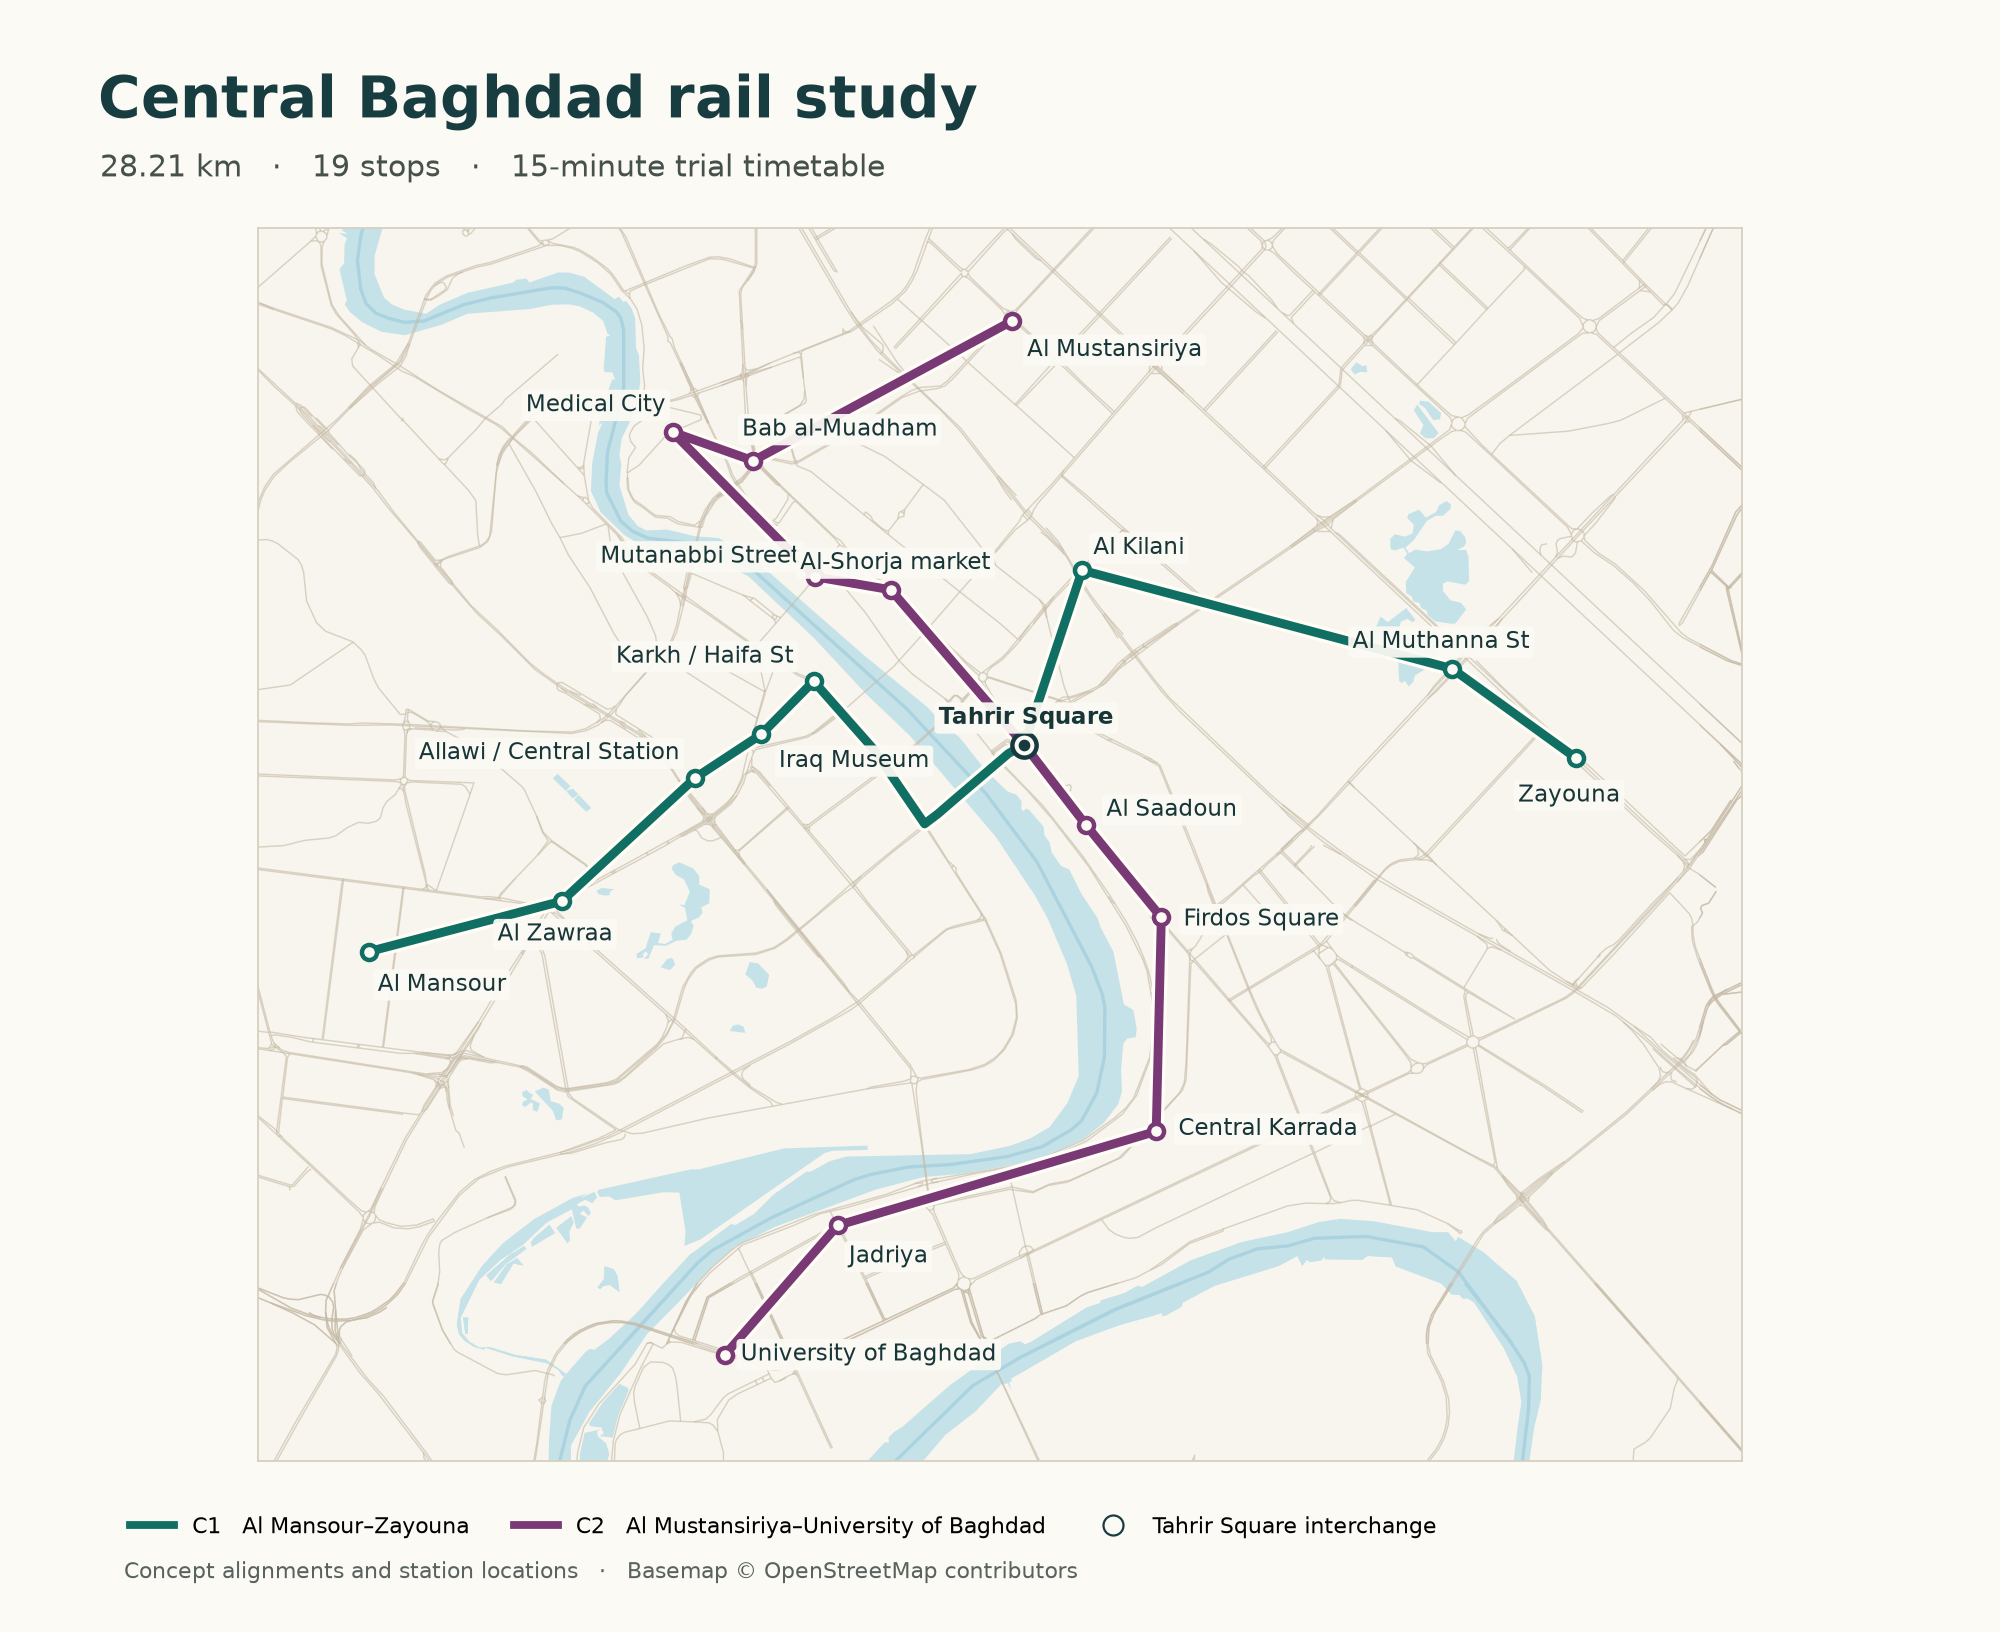 Central Baghdad rail study
28.21 km · 19 stops · 15-minute trial timetable
Al Mustansiriya
Medical City
Bab al-Muadham
Al Kilani
Mutanabbi Street
Al-Shorja market
Al Muthanna St
Karkh / Haifa St
Tahrir Square
Allawi / Central Station
Iraq Museum
Zayouna
Al Saadoun
Firdos Square
Al Zawraa
Al Mansour
Central Karrada
Jadriya
University of Baghdad
C1 Al Mansour–Zayouna C2 Al Mustansiriya–University of Baghdad Tahrir Square interchange
Concept alignments and station locations · Basemap © OpenStreetMap contributors